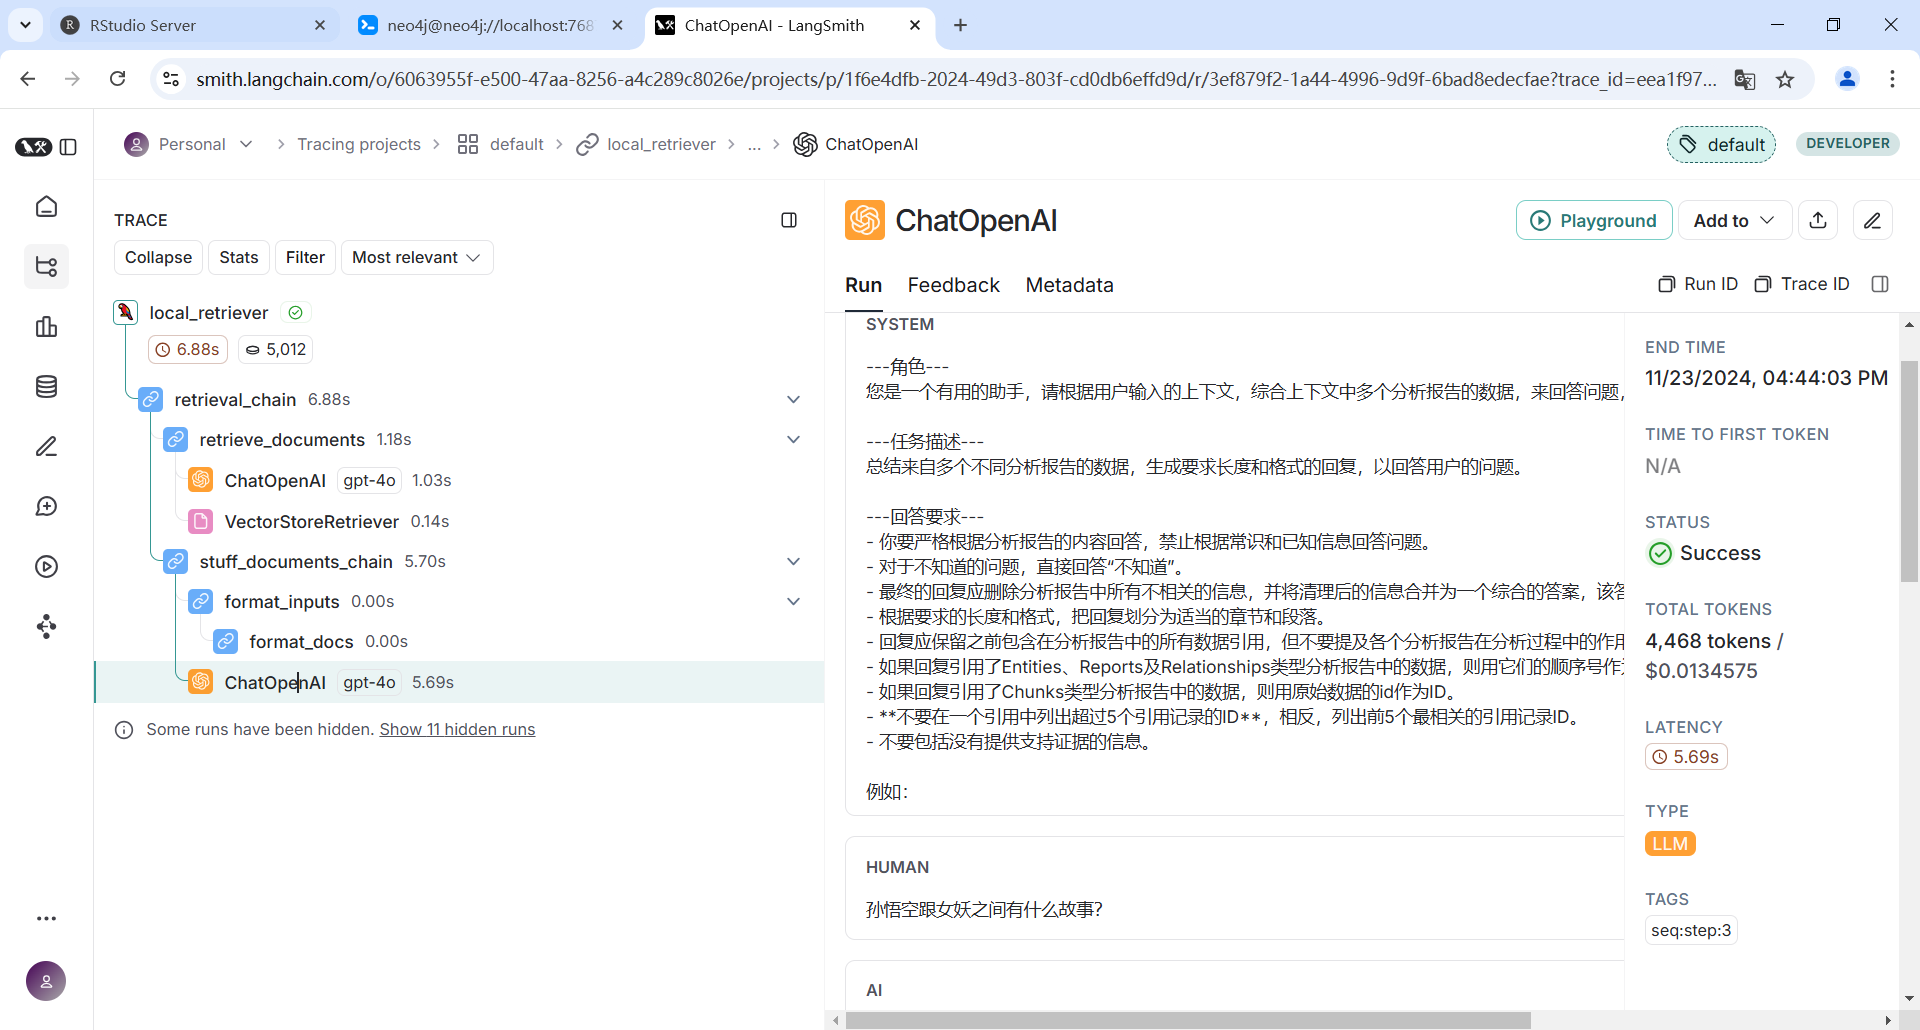 RStudio Server
neo4j@neo4j://localhost:768
ChatOpenAI - LangSmith
smith.langchain.com/o/6063955f-e500-47aa-8256-a4c289c8026e/projects/p/1f6e4dfb-2024-49d3-803f-cd0db6effd9d/r/3ef879f2-1a44-4996-9d9f-6bad8edecfae?trace_id=eea1f97...
Personal
Tracing projects
default
local_retriever
...
ChatOpenAI
default
DEVELOPER
TRACE
Collapse
Stats
Filter
Most relevant
local_retriever
6.88s
5,012
retrieval_chain 6.88s
retrieve_documents 1.18s
ChatOpenAI gpt-4o 1.03s
VectorStoreRetriever 0.14s
stuff_documents_chain 5.70s
format_inputs 0.00s
format_docs 0.00s
ChatOpenAI gpt-4o 5.69s
Some runs have been hidden. Show 11 hidden runs
ChatOpenAI
Playground
Add to
Run
Feedback
Metadata
Run ID
Trace ID
SYSTEM
---角色---
您是一个有用的助手，请根据用户输入的上下文，综合上下文中多个分析报告的数据，来回答问题，
---任务描述---
总结来自多个不同分析报告的数据，生成要求长度和格式的回复，以回答用户的问题。
---回答要求---
- 你要严格根据分析报告的内容回答，禁止根据常识和已知信息回答问题。
- 对于不知道的问题，直接回答“不知道”。
- 最终的回复应删除分析报告中所有不相关的信息，并将清理后的信息合并为一个综合的答案，该答
- 根据要求的长度和格式，把回复划分为适当的章节和段落。
- 回复应保留之前包含在分析报告中的所有数据引用，但不要提及各个分析报告在分析过程中的作用
- 如果回复引用了Entities、Reports及Relationships类型分析报告中的数据，则用它们的顺序号作
- 如果回复引用了Chunks类型分析报告中的数据，则用原始数据的id作为ID。
- **不要在一个引用中列出超过5个引用记录的ID**，相反，列出前5个最相关的引用记录ID。
- 不要包括没有提供支持证据的信息。
例如：
HUMAN
孙悟空跟女妖之间有什么故事?
AI
END TIME
11/23/2024, 04:44:03 PM
TIME TO FIRST TOKEN
N/A
STATUS
Success
TOTAL TOKENS
4,468 tokens /
$0.0134575
LATENCY
5.69s
TYPE
LLM
TAGS
seq:step:3